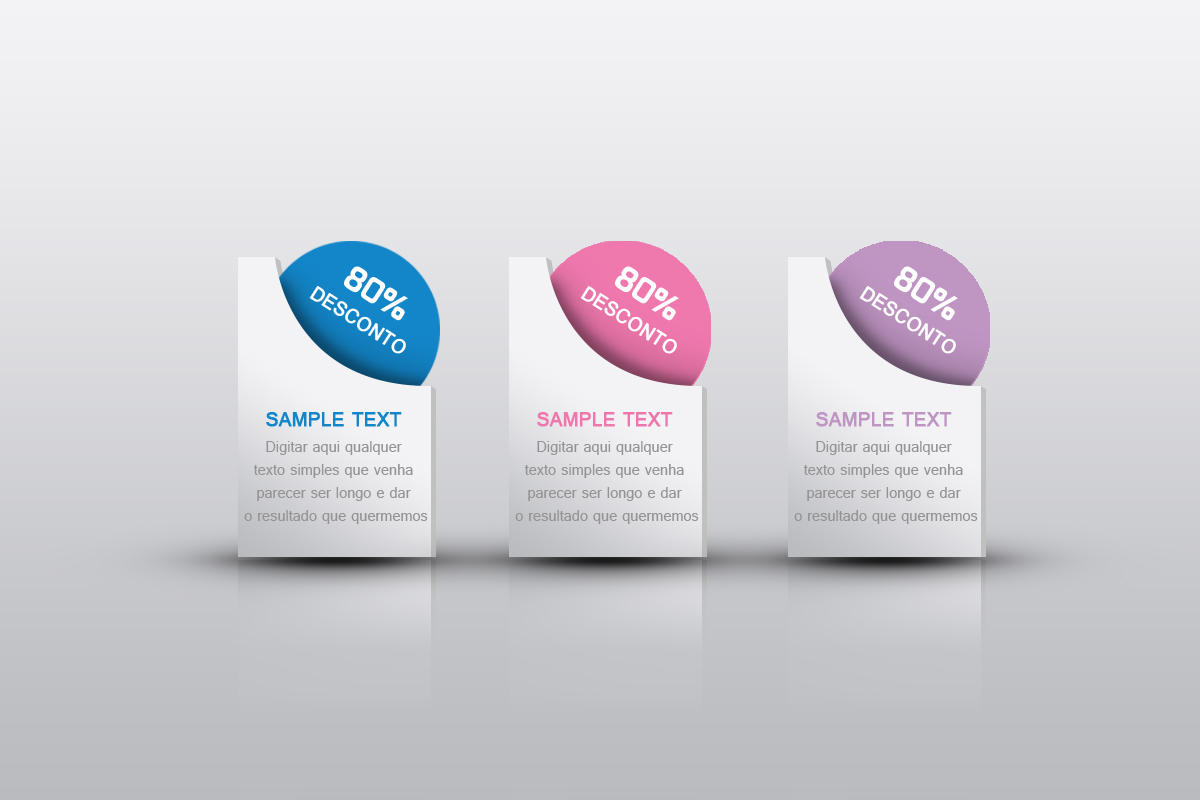 80%
DESCONTO
SAMPLE TEXT
Digitar aqui qualquer
texto simples que venha
parecer ser longo e dar
o resultado que quermemos
80%
DESCONTO
SAMPLE TEXT
Digitar aqui qualquer
texto simples que venha
parecer ser longo e dar
o resultado que quermemos
80%
DESCONTO
SAMPLE TEXT
Digitar aqui qualquer
texto simples que venha
parecer ser longo e dar
o resultado que quermemos